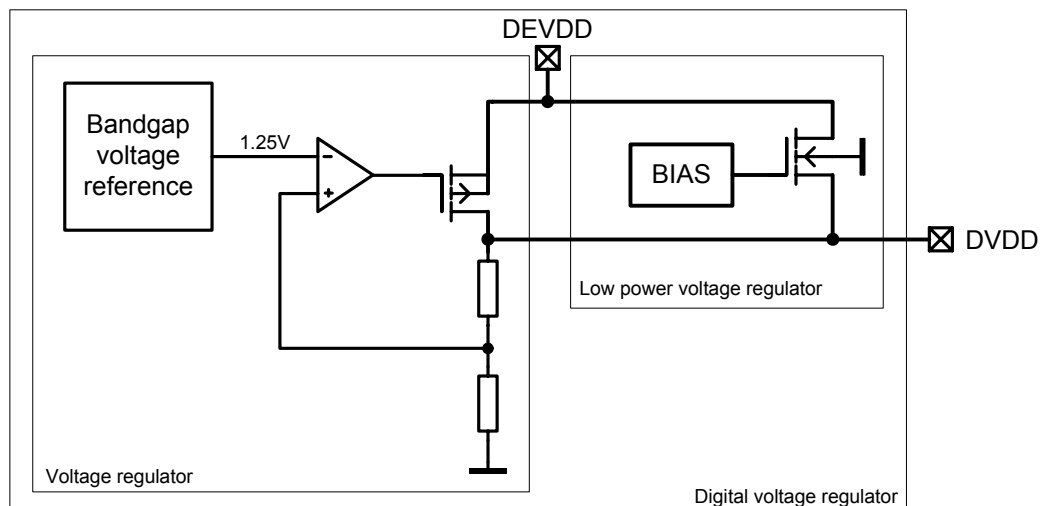 DEVDD
Bandgap
voltage
reference
1.25V
−
+
BIAS
DVDD
Low power voltage regulator
Voltage regulator
Digital voltage regulator